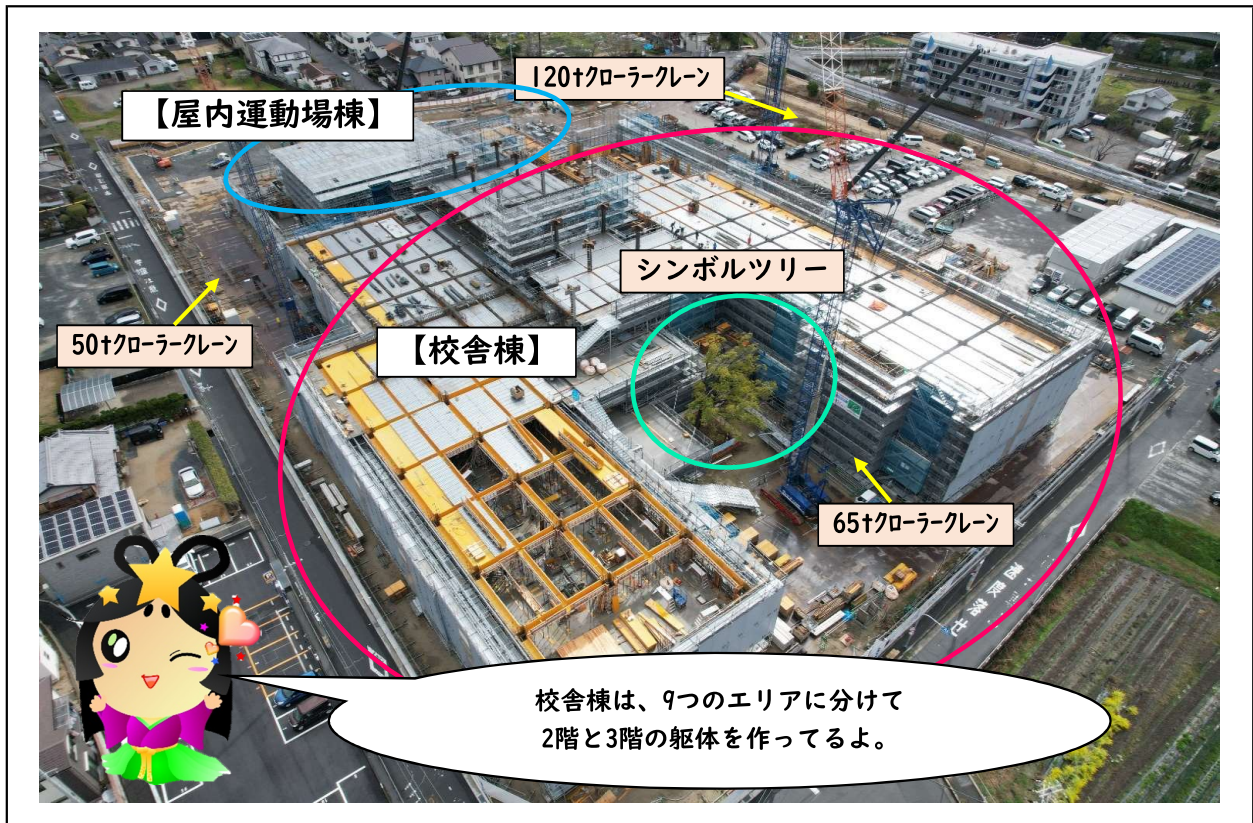 120tクローラークレーン
【屋内運動場棟】
シンボルツリー
50tクローラークレーン
【校舎棟】
65tクローラークレーン
校舎棟は、9つのエリアに分けて
2階と3階の躯体を作ってるよ。